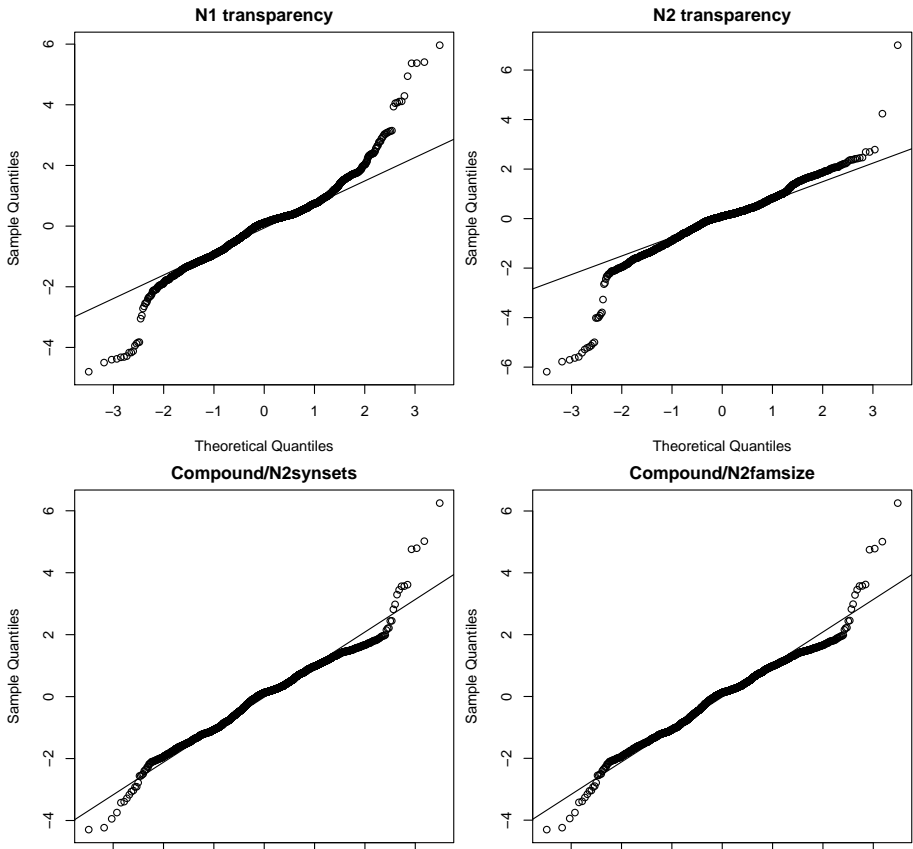 N1 transparency
N2 transparency
Sample Quantiles
6
4
2
0
−2
−4
Sample Quantiles
6
4
2
0
−2
−4
−6
−3 −2 −1 0 1 2 3
−3 −2 −1 0 1 2 3
Theoretical Quantiles
Theoretical Quantiles
Compound/N2synsets
Compound/N2famsize
Sample Quantiles
6
4
2
0
−2
−4
Sample Quantiles
6
4
2
0
−2
−4